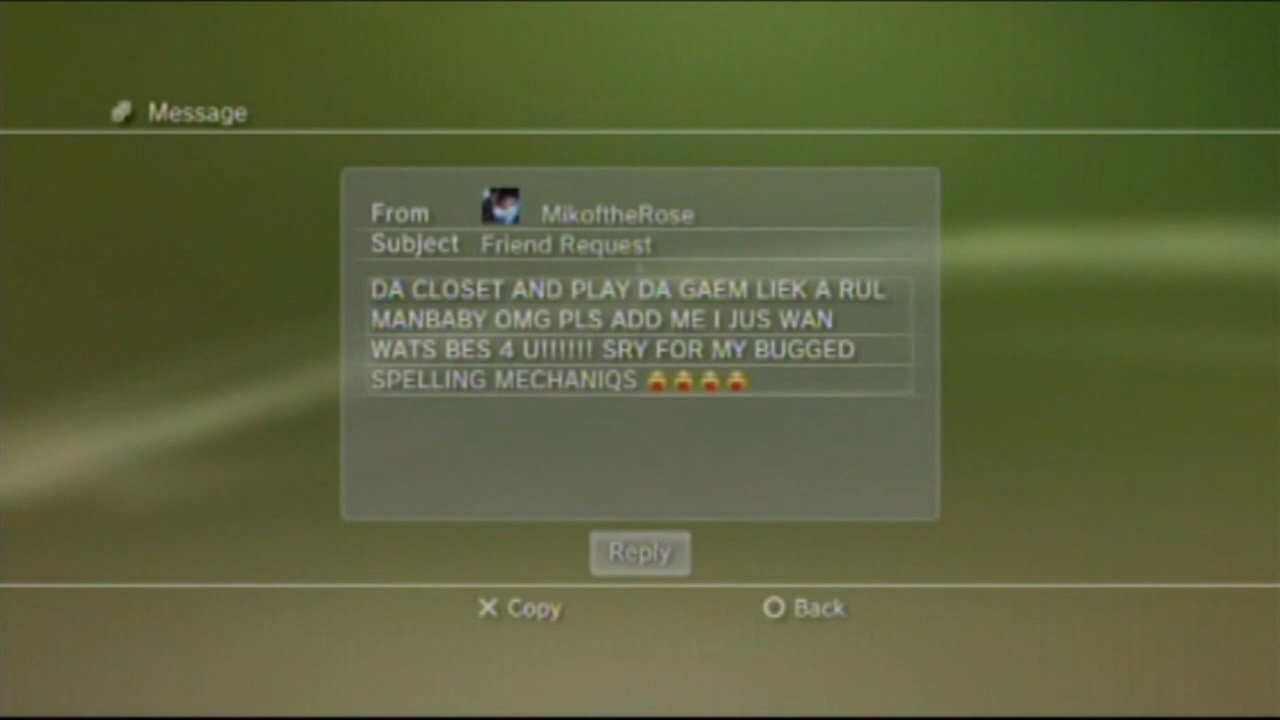 Message
From MikoftheRose
Subject Friend Request
DA CLOSET AND PLAY DA GAEM LIEK A RUL
MANBABY OMG PLS ADD ME I JUS WAN
WATS BES 4 U!!!!!! SRY FOR MY BUGGED
SPELLING MECHANIQS
Reply
Copy
Back